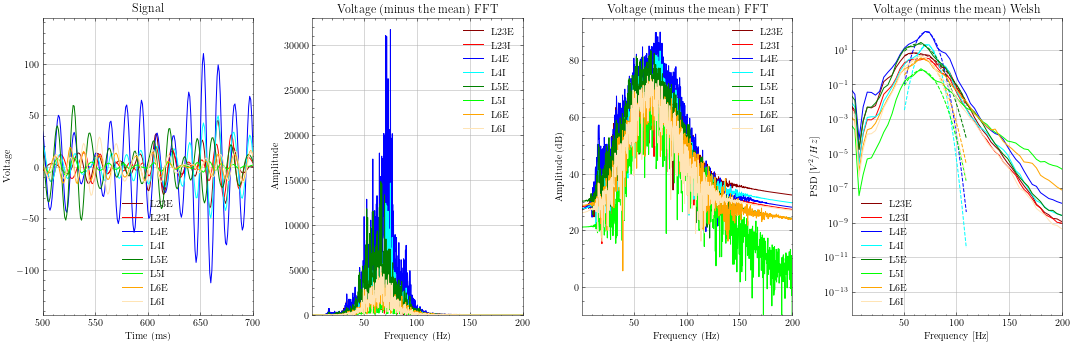 Signal
Voltage
100
50
0
−50
−100
L23E
L23I
L4E
L4I
L5E
L5I
L6E
L6I
500
550
600
650
700
Time (ms)
Voltage (minus the mean) FFT
Amplitude
30000
25000
20000
15000
10000
5000
0
L23E
L23I
L4E
L4I
L5E
L5I
L6E
L6I
50
100
150
200
Frequency (Hz)
Voltage (minus the mean) FFT
Amplitude (dB)
80
60
40
20
0
L23E
L23I
L4E
L4I
L5E
L5I
L6E
L6I
50
100
150
200
Frequency (Hz)
Voltage (minus the mean) Welsh
PSD [V²/Hz]
10¹
10⁻¹
10⁻³
10⁻⁵
10⁻⁷
10⁻⁹
10⁻¹¹
10⁻¹³
L23E
L23I
L4E
L4I
L5E
L5I
L6E
L6I
50
100
150
200
Frequency [Hz]